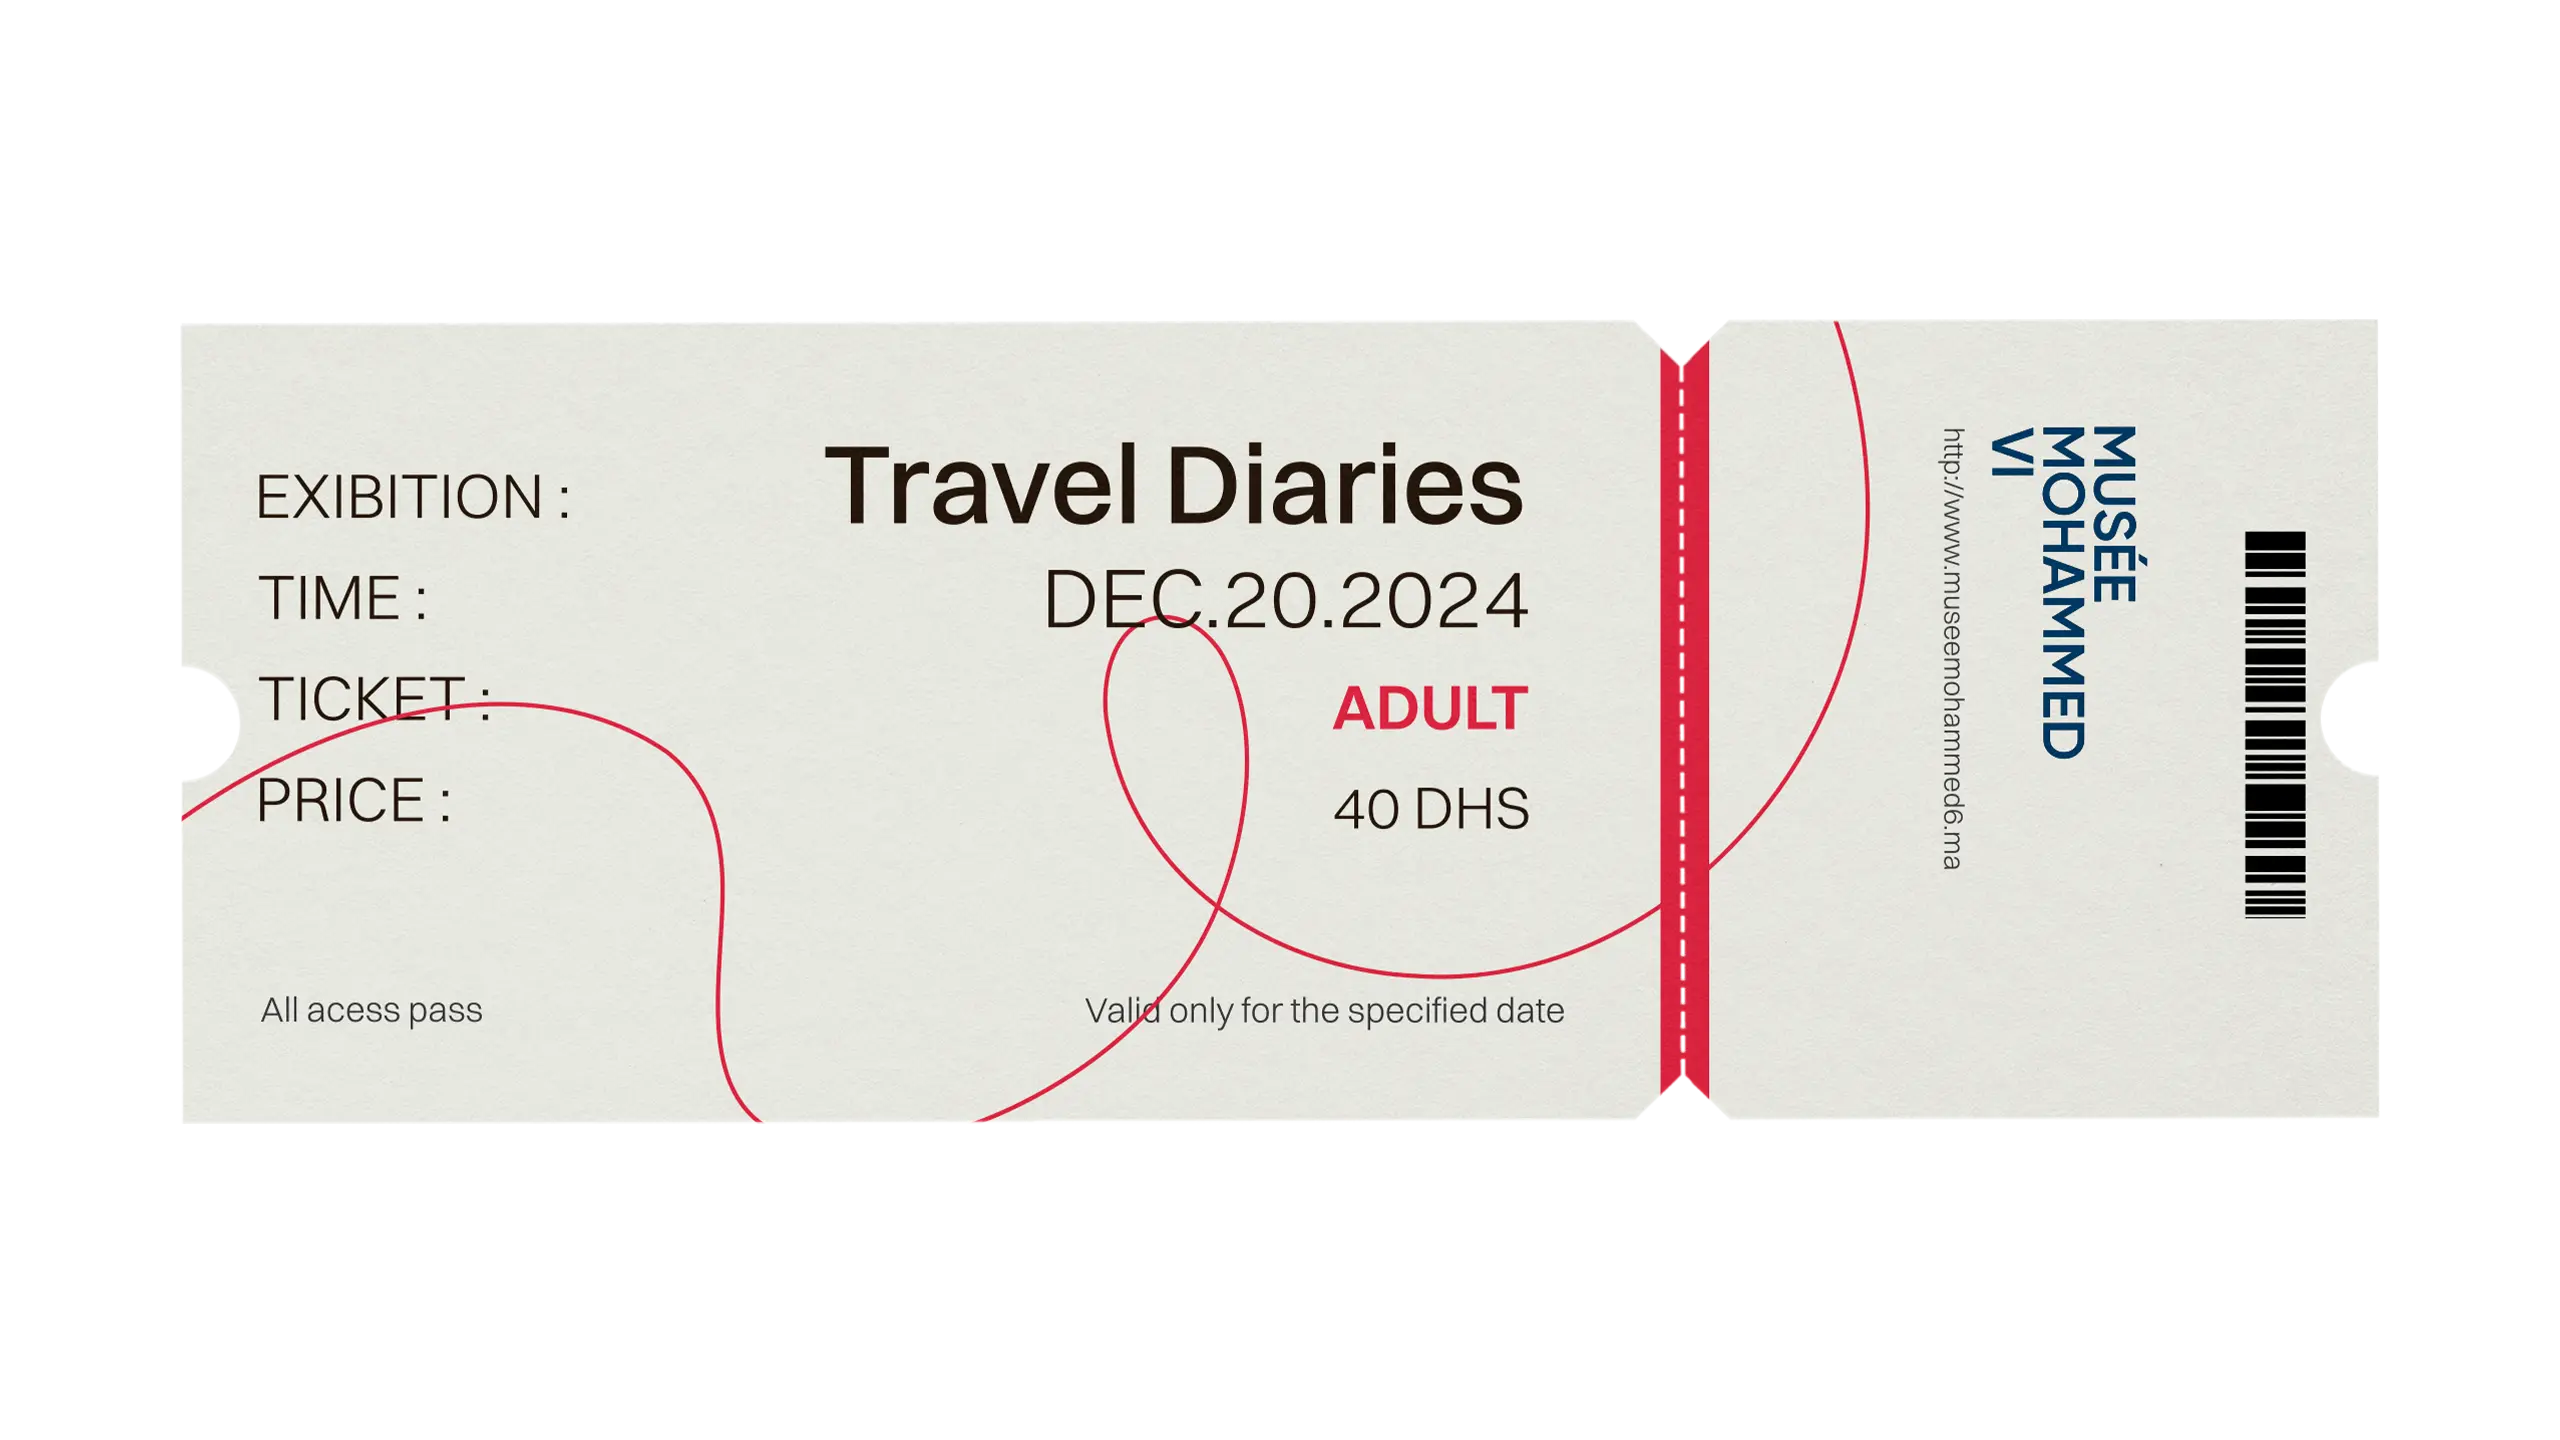 EXIBITION :
Travel Diaries
TIME :
DEC.20.2024
TICKET :
ADULT
PRICE :
40 DHS
All acess pass
Valid only for the specified date
MUSÉE
MOHAMMED
VI
http://www.museemohammed6.ma